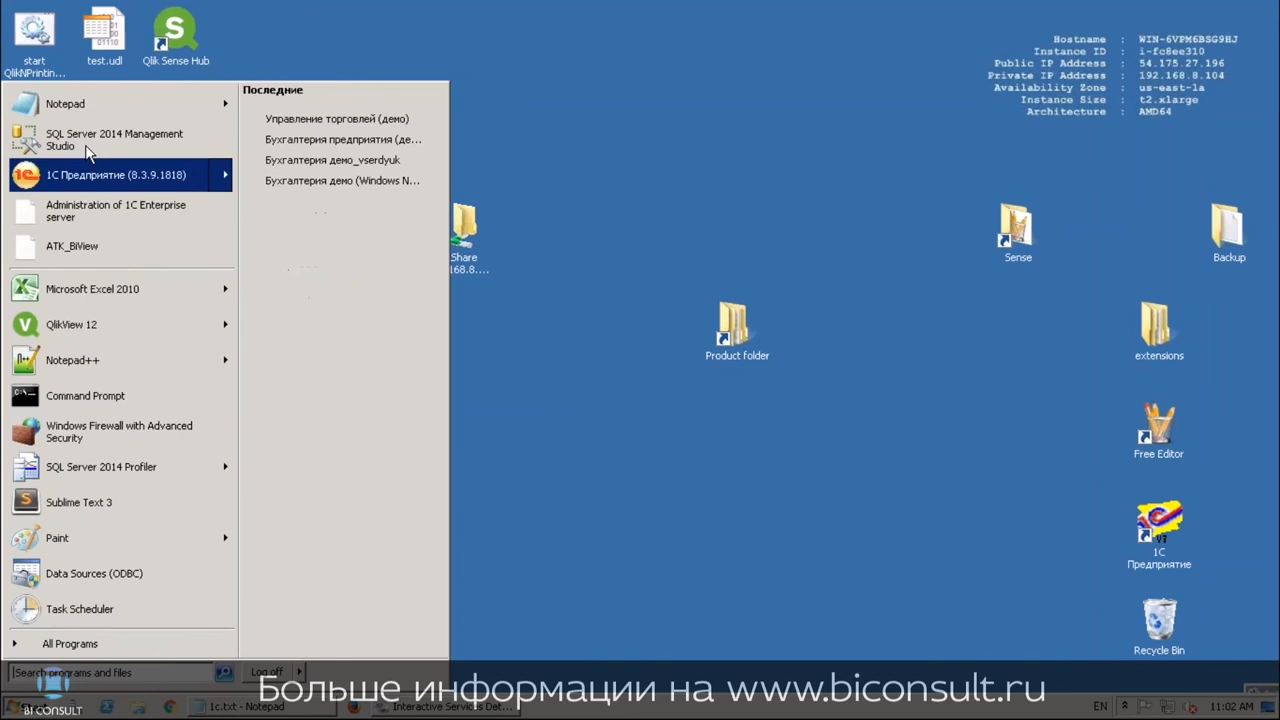 start
QlikNPrintin...
test.udl
Qlik Sense Hub
Hostname : WIN-6VPM6BSG9HJ
Instance ID : i-fc8ee310
Public IP Address : 54.175.27.196
Private IP Address : 192.168.8.104
Availability Zone : us-east-1a
Instance Size : t2.xlarge
Architecture : AMD64
Notepad
SQL Server 2014 Management
Studio
1С Предприятие (8.3.9.1818)
Administration of 1C Enterprise
server
ATK_BiView
Microsoft Excel 2010
QlikView 12
Notepad++
Command Prompt
Windows Firewall with Advanced
Security
SQL Server 2014 Profiler
Sublime Text 3
Paint
Data Sources (ODBC)
Task Scheduler
All Programs
Search programs and files
Log off
Последние
Управление торговлей (демо)
Бухгалтерия предприятия (де...
Бухгалтерия демо_vserdyuk
Бухгалтерия демо (Windows N...
Share
168.8....
Sense
Backup
Product folder
extensions
Free Editor
1С
Предприятие
Recycle Bin
Больше информации на www.biconsult.ru
BI CONSULT
1c.txt - Notepad
Interactive Services Det...
EN
11:02 AM